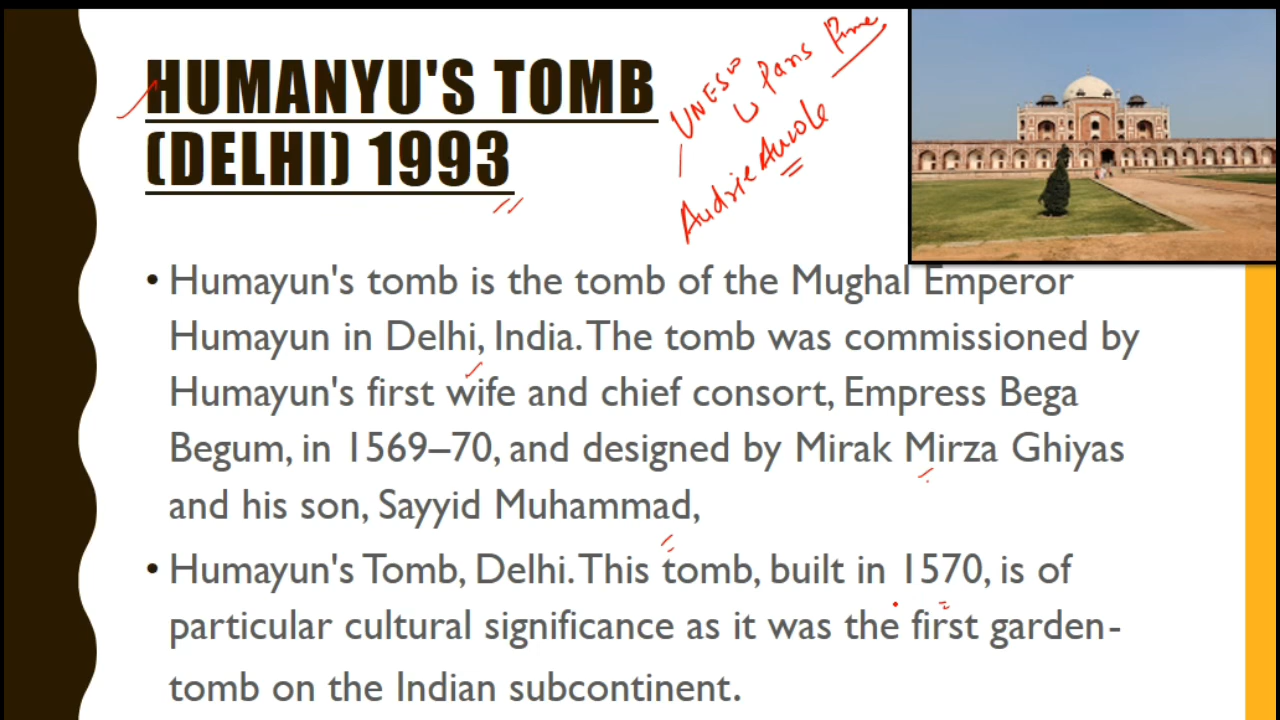 HUMANYU'S TOMB
(DELHI) 1993
UNESCO
Paris
Audrie
• Humayun's tomb is the tomb of the Mughal Emperor
Humayun in Delhi, India. The tomb was commissioned by
Humayun's first wife and chief consort, Empress Bega
Begum, in 1569–70, and designed by Mirak Mirza Ghiyas
and his son, Sayyid Muhammad,
• Humayun's Tomb, Delhi. This tomb, built in 1570, is of
particular cultural significance as it was the first garden-
tomb on the Indian subcontinent.